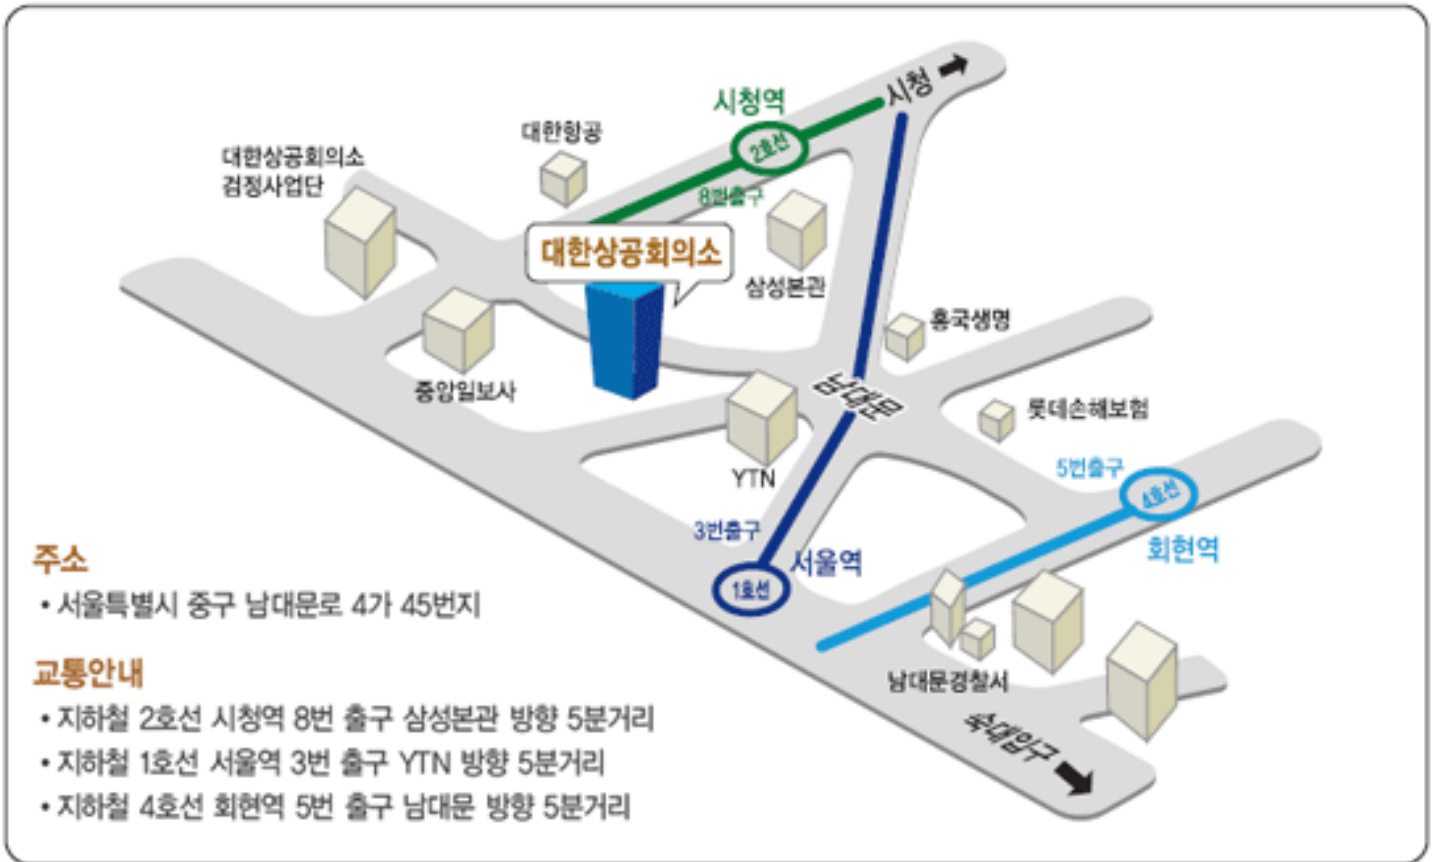 시청
시청역
2호선
8번출구
대한항공
대한상공회의소
검정사업단
대한상공회의소
삼성본관
흥국생명
중앙일보사
남대문
롯데손해보험
YTN
5번출구
4호선
회현역
3번출구
서울역
1호선
남대문경찰서
숙대입구
주소
• 서울특별시 중구 남대문로 4가 45번지
교통안내
• 지하철 2호선 시청역 8번 출구 삼성본관 방향 5분거리
• 지하철 1호선 서울역 3번 출구 YTN 방향 5분거리
• 지하철 4호선 회현역 5번 출구 남대문 방향 5분거리